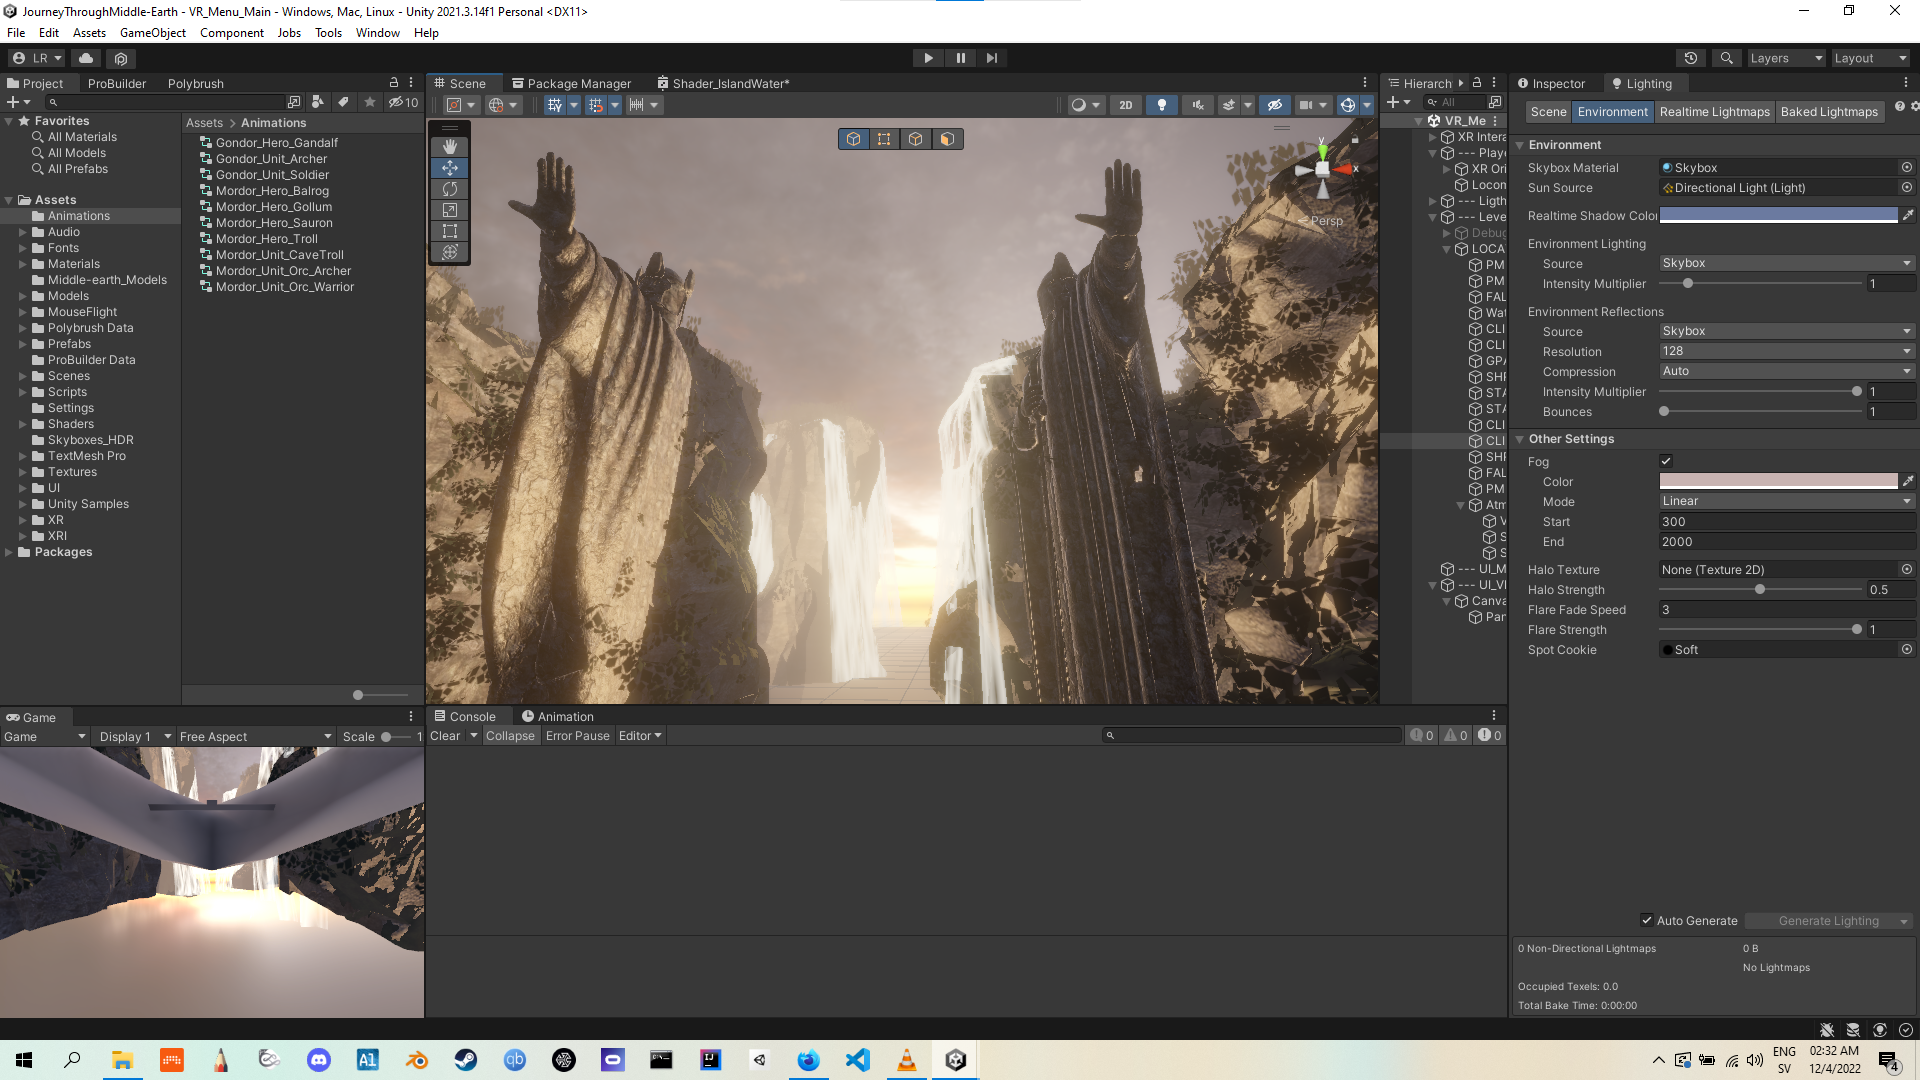 JourneyThroughMiddle-Earth - VR_Menu_Main - Windows, Mac, Linux - Unity 2021.3.14f1 Personal <DX11>
File Edit Assets GameObject Component Jobs Tools Window Help
LR
Layers
Layout
Project ProBuilder Polybrush
10
Favorites
All Materials
All Models
All Prefabs
Assets
Animations
Audio
Fonts
Materials
Middle-earth_Models
Models
MouseFlight
Polybrush Data
Prefabs
ProBuilder Data
Scenes
Scripts
Settings
Shaders
Skyboxes_HDR
TextMesh Pro
Textures
UI
Unity Samples
XR
XRI
Packages
Assets > Animations
Gondor_Hero_Gandalf
Gondor_Unit_Archer
Gondor_Unit_Soldier
Mordor_Hero_Balrog
Mordor_Hero_Gollum
Mordor_Hero_Sauron
Mordor_Hero_Troll
Mordor_Unit_CaveTroll
Mordor_Unit_Orc_Archer
Mordor_Unit_Orc_Warrior
Scene Package Manager Shader_IslandWater*
2D
y
x
Persp
Hierarch
All
VR_Me
XR Intera
--- Playe
XR Ori
Locom
--- Ligth
--- Leve
Debug
LOCA
PM
PM
FAL
Wat
CLI
CLI
GPA
SHR
STA
STA
CLI
CLI
SHR
FAL
PM
Atm
V
S
S
--- UI_M
--- UI_VI
Canva
Pan
Inspector Lighting
Scene Environment Realtime Lightmaps Baked Lightmaps
Environment
Skybox Material Skybox
Sun Source Directional Light (Light)
Realtime Shadow Color
Environment Lighting
Source Skybox
Intensity Multiplier 1
Environment Reflections
Source Skybox
Resolution 128
Compression Auto
Intensity Multiplier 1
Bounces 1
Other Settings
Fog
Color
Mode Linear
Start 300
End 2000
Halo Texture None (Texture 2D)
Halo Strength 0.5
Flare Fade Speed 3
Flare Strength 1
Spot Cookie Soft
Auto Generate Generate Lighting
0 Non-Directional Lightmaps 0 B
No Lightmaps
Occupied Texels: 0.0
Total Bake Time: 0:00:00
Game
Game Display 1 Free Aspect Scale 1
Console Animation
Clear Collapse Error Pause Editor
0 0 0
AI
qb
IJ
ENG
SV
02:32 AM
12/4/2022
4